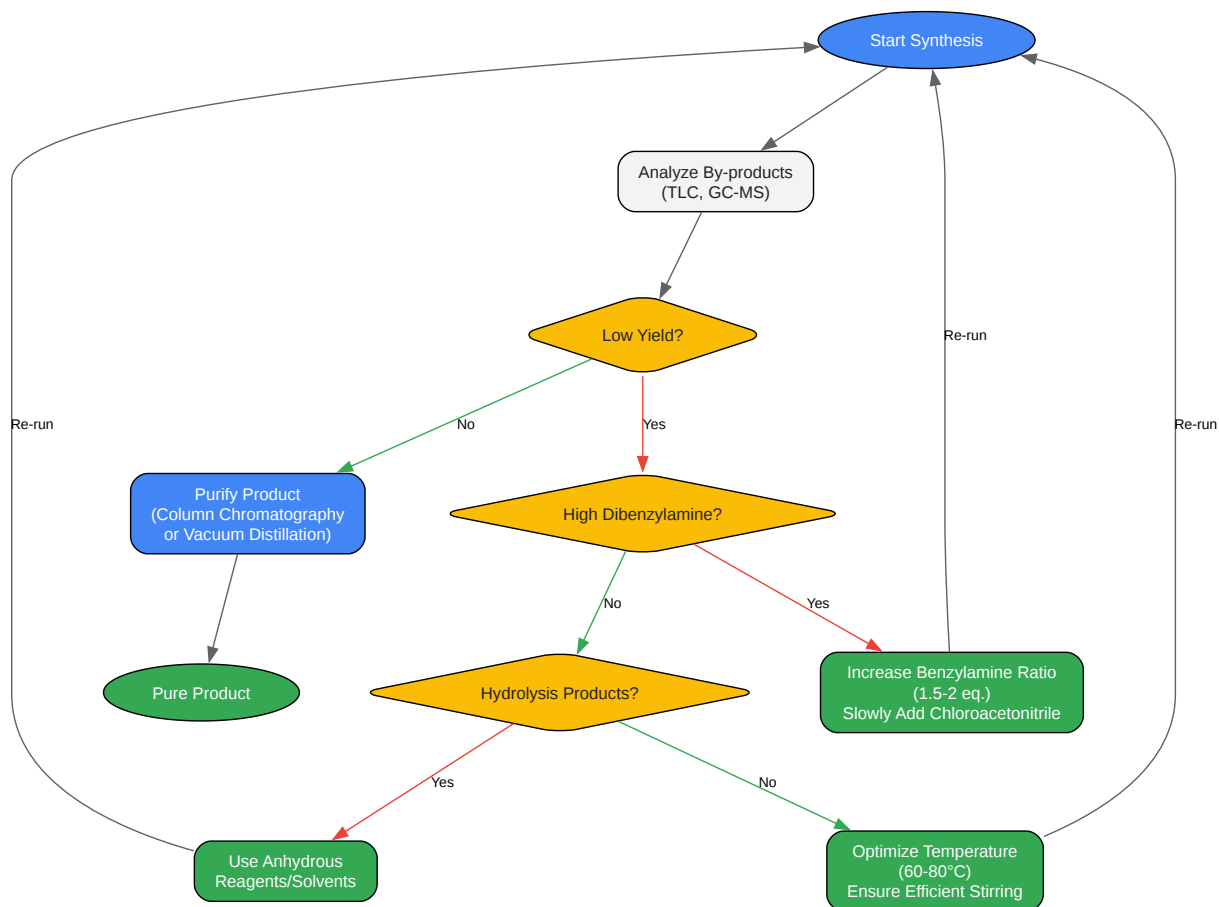 Start Synthesis
Analyze By-products
(TLC, GC-MS)
Low Yield?
Re-run
Re-run
No
Yes
Re-run
Purify Product
(Column Chromatography
or Vacuum Distillation)
High Dibenzylamine?
No
Yes
Pure Product
Hydrolysis Products?
Increase Benzylamine Ratio
(1.5-2 eq.)
Slowly Add Chloroacetonitrile
Yes
No
Use Anhydrous
Reagents/Solvents
Optimize Temperature
(60-80°C)
Ensure Efficient Stirring